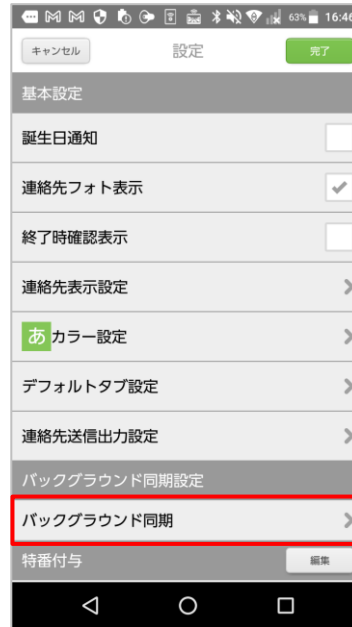 63% 16:46
キャンセル 設定 完了
基本設定
誕生日通知
連絡先フォト表示
終了時確認表示
連絡先表示設定
あ カラー設定
デフォルトタブ設定
連絡先送信出力設定
バックグラウンド同期設定
バックグラウンド同期
特番付与 編集